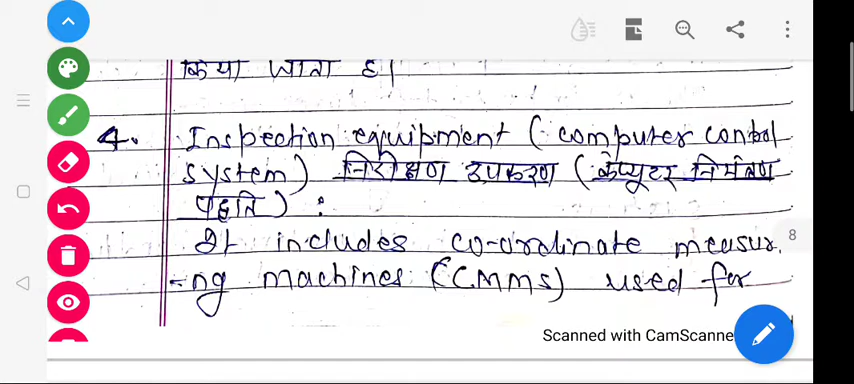 किया जाता है।
4. Inspection equipment ( computer contol
system) निरीक्षण उपकरण ( कंप्यूटर नियंत्रण
पद्धति ) :
It includes co-ordinate measur.
8
-ng machines (CMMS) used for
Scanned with CamScanne